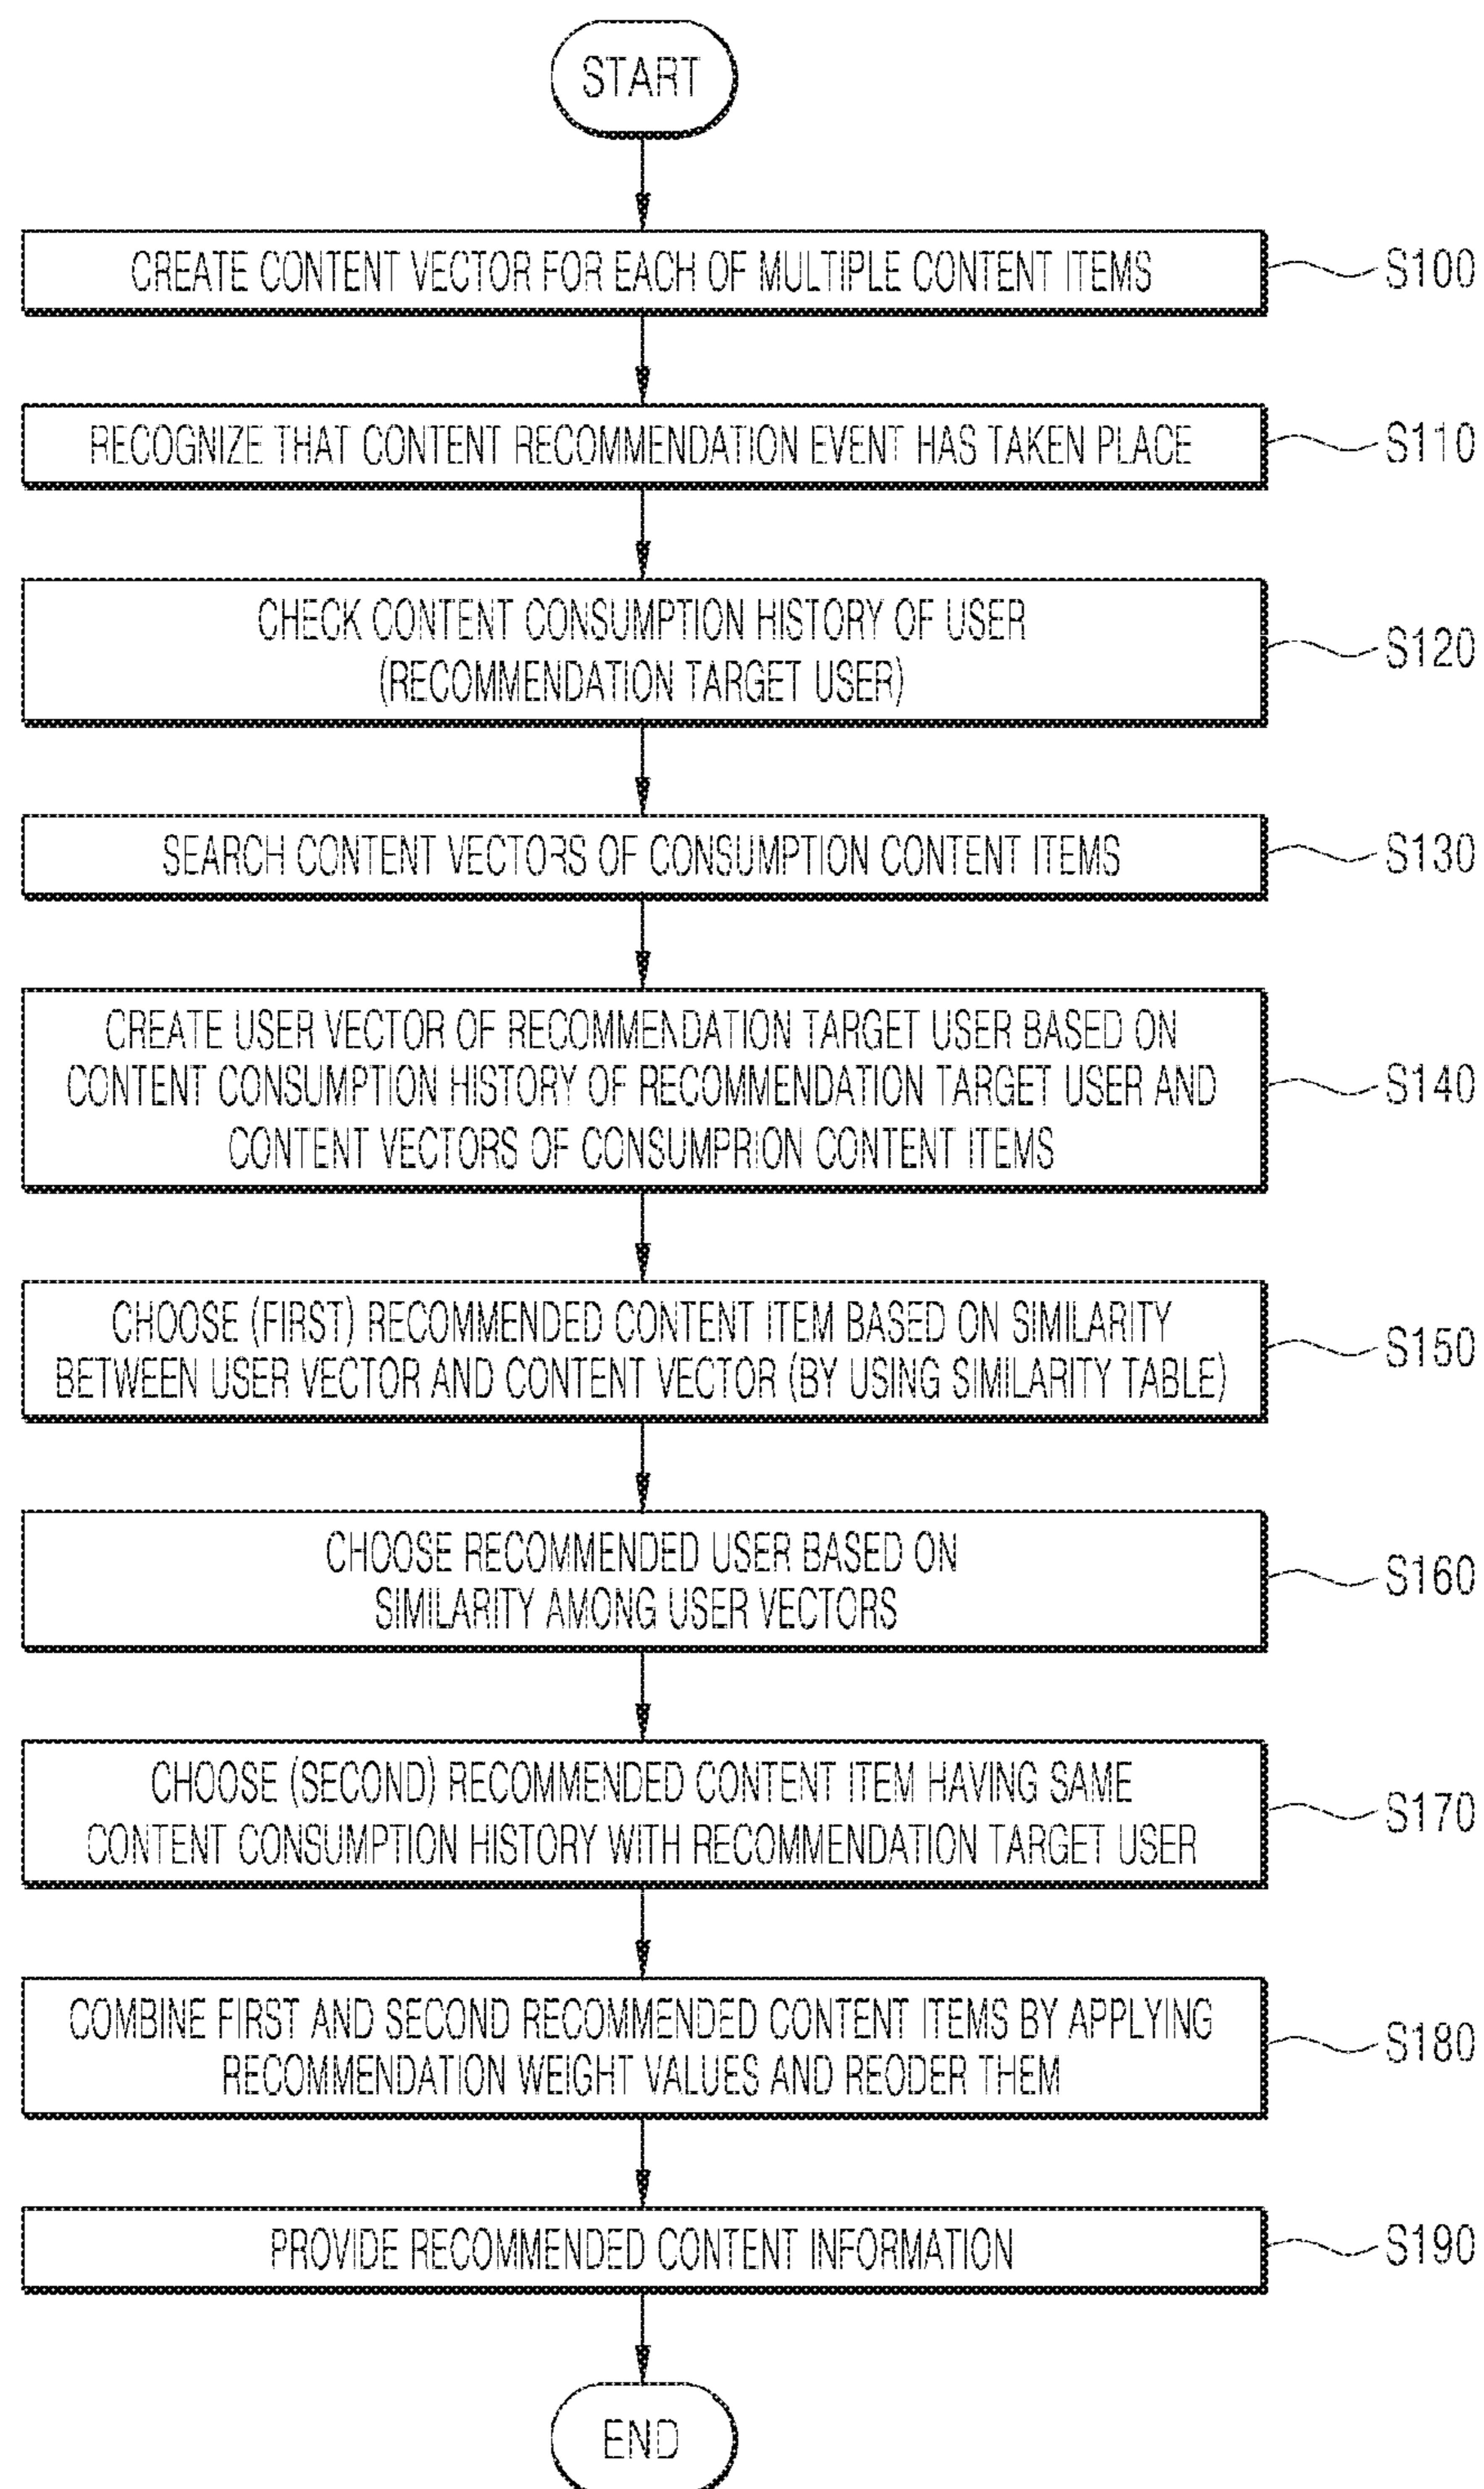 START
CREATE CONTENT VECTOR FOR EACH OF MULTIPLE CONTENT ITEMS
S100
RECOGNIZE THAT CONTENT RECOMMENDATION EVENT HAS TAKEN PLACE
S110
CHECK CONTENT CONSUMPTION HISTORY OF USER
(RECOMMENDATION TARGET USER)
S120
SEARCH CONTENT VECTORS OF CONSUMPTION CONTENT ITEMS
S130
CREATE USER VECTOR OF RECOMMENDATION TARGET USER BASED ON
CONTENT CONSUMPTION HISTORY OF RECOMMENDATION TARGET USER AND
CONTENT VECTORS OF CONSUMPRION CONTENT ITEMS
S140
CHOOSE (FIRST) RECOMMENDED CONTENT ITEM BASED ON SIMILARITY
BETWEEN USER VECTOR AND CONTENT VECTOR (BY USING SIMILARITY TABLE)
S150
CHOOSE RECOMMENDED USER BASED ON
SIMILARITY AMONG USER VECTORS
S160
CHOOSE (SECOND) RECOMMENDED CONTENT ITEM HAVING SAME
CONTENT CONSUMPTION HISTORY WITH RECOMMENDATION TARGET USER
S170
COMBINE FIRST AND SECOND RECOMMENDED CONTENT ITEMS BY APPLYING
RECOMMENDATION WEIGHT VALUES AND REODER THEM
S180
PROVIDE RECOMMENDED CONTENT INFORMATION
S190
END